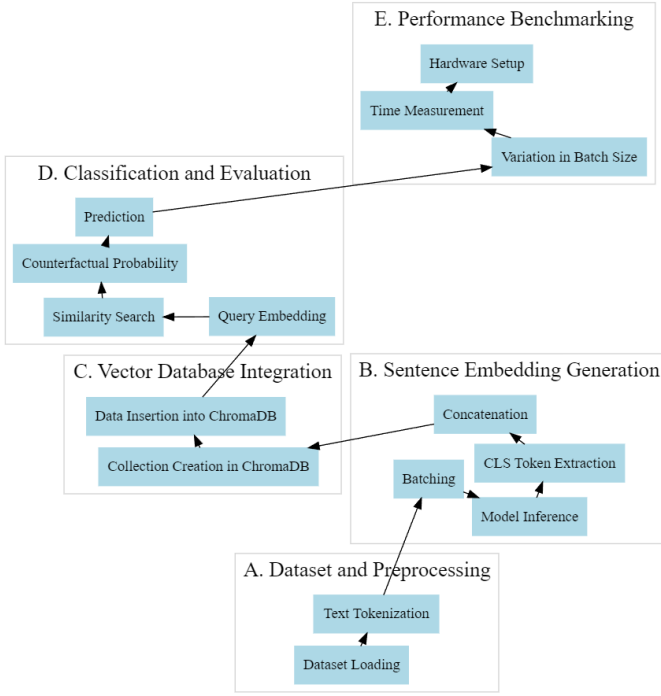 E. Performance Benchmarking
Hardware Setup
Time Measurement
Variation in Batch Size
D. Classification and Evaluation
Prediction
Counterfactual Probability
Similarity Search
Query Embedding
C. Vector Database Integration
Data Insertion into ChromaDB
Collection Creation in ChromaDB
B. Sentence Embedding Generation
Concatenation
CLS Token Extraction
Batching
Model Inference
A. Dataset and Preprocessing
Text Tokenization
Dataset Loading